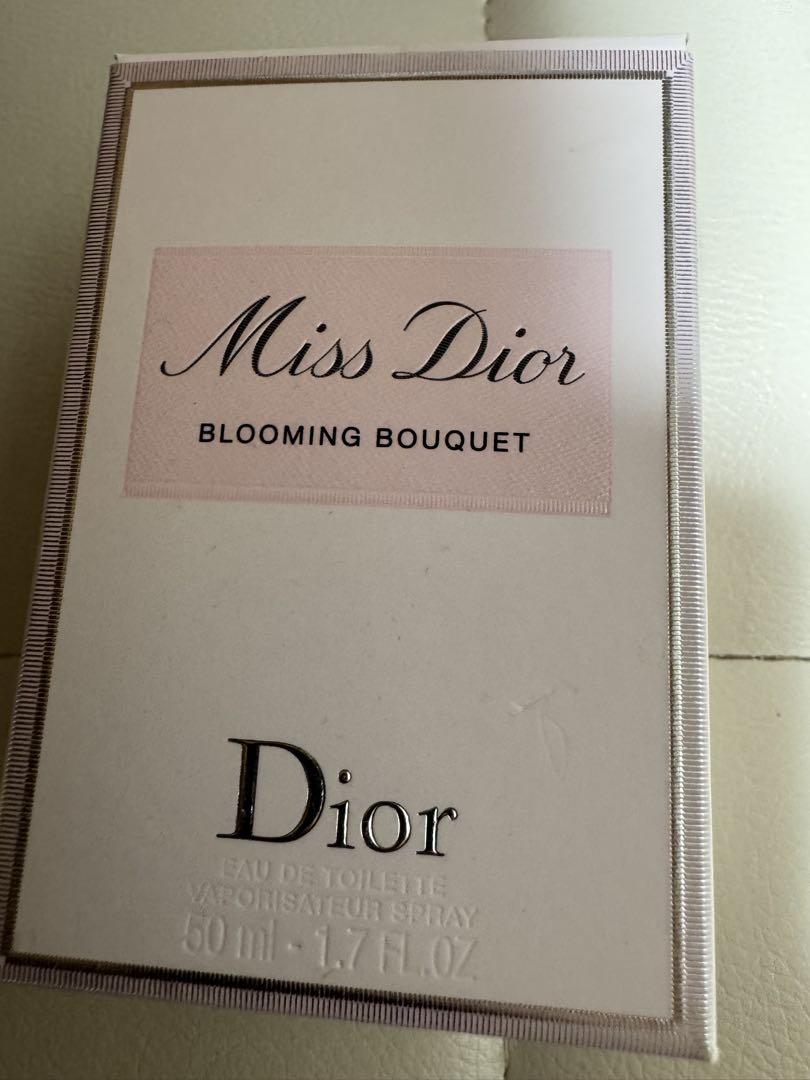 Miss Dior
BLOOMING BOUQUET
Dior
EAU DE TOILETTE
VAPORISATEUR SPRAY
50 ml - 1.7 FL.OZ